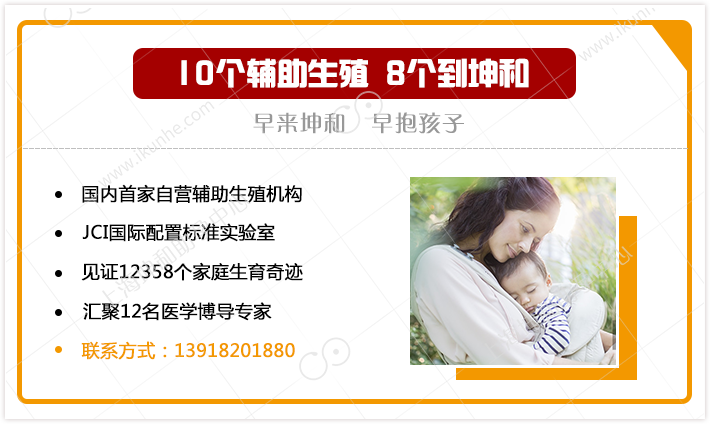 10个辅助生殖 8个到坤和
早来坤和 早抱孩子
国内首家自营辅助生殖机构
JCI国际配置标准实验室
见证12358个家庭生育奇迹
汇聚12名医学博导专家
联系方式：13918201880
www.ikunhe.com